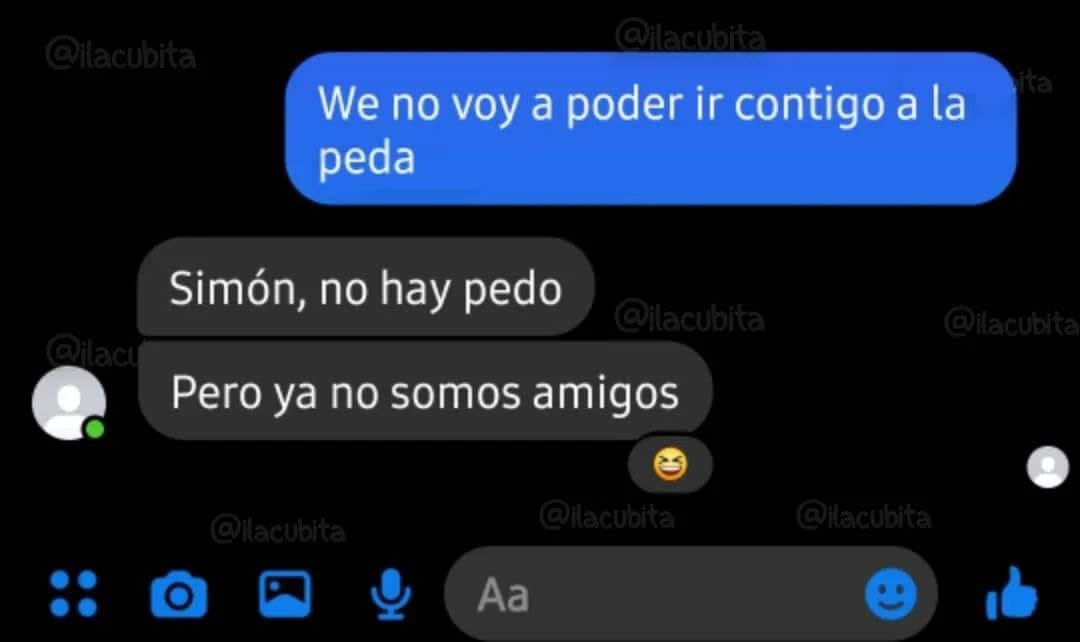 @ilacubita
@ilacubita
ita
We no voy a poder ir contigo a la
peda
Simón, no hay pedo
@ilacubita
@ilacubita
@ilacu
Pero ya no somos amigos
@ilacubita
@ilacubita
@ilacubita
Aa